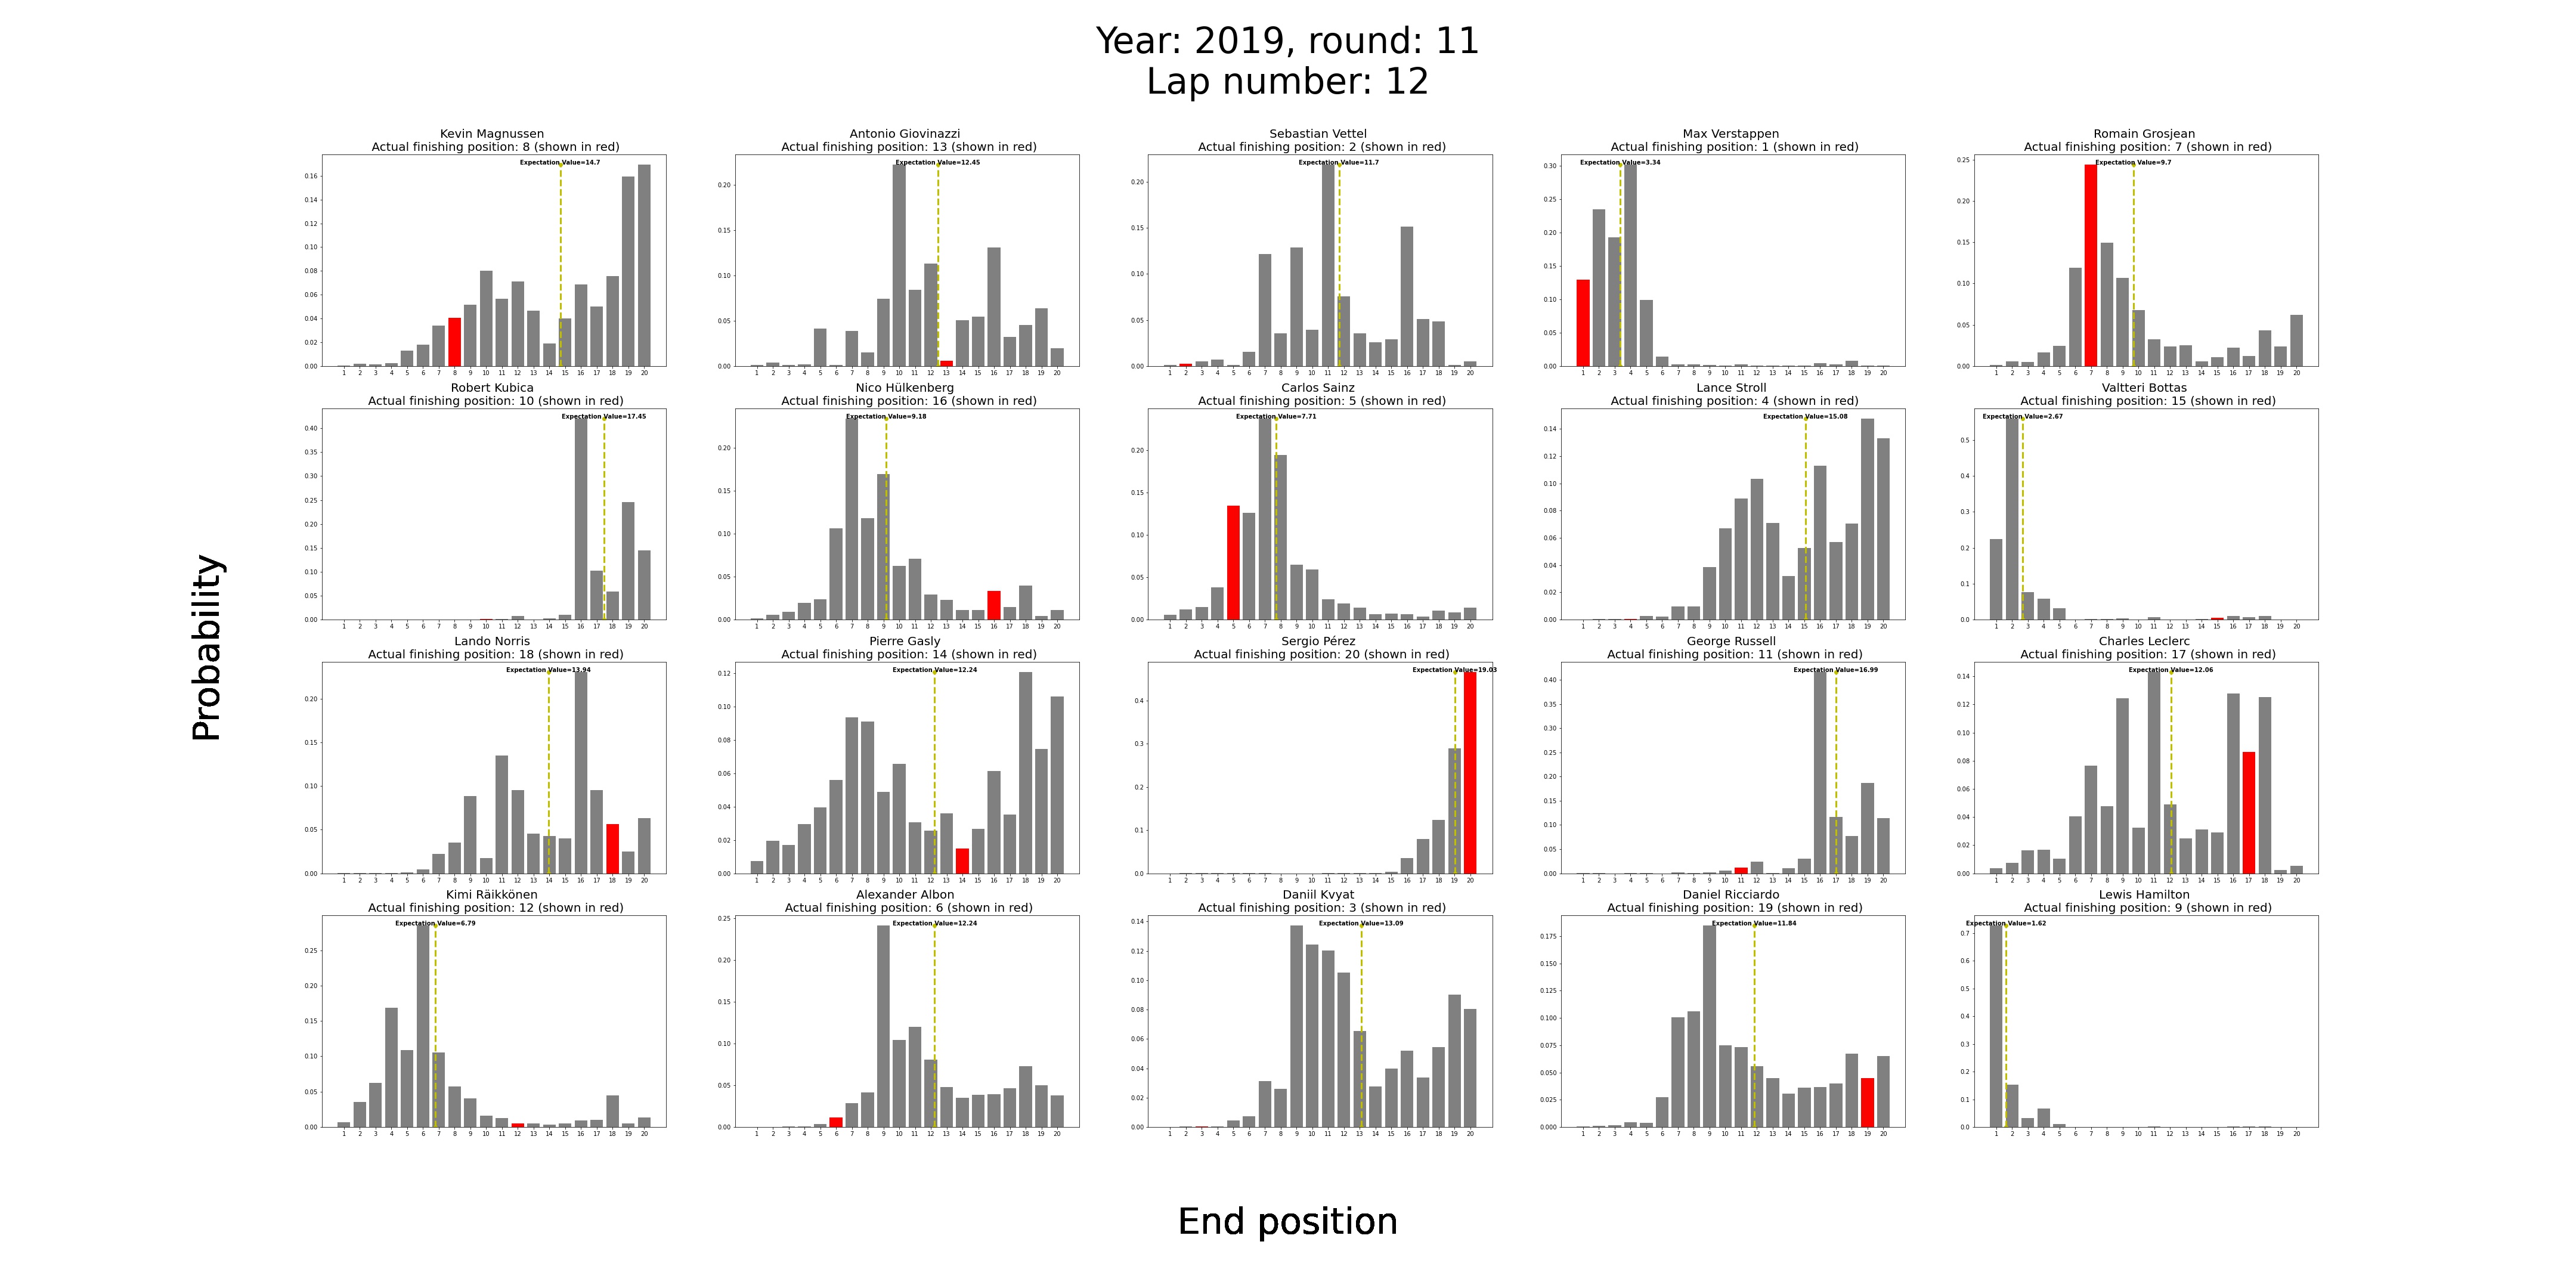 Year: 2019, round: 11
Lap number: 12
Kevin Magnussen
Actual finishing position: 8 (shown in red)
Expectation Value=14.7
Antonio Giovinazzi
Actual finishing position: 13 (shown in red)
Expectation Value=12.45
Sebastian Vettel
Actual finishing position: 2 (shown in red)
Expectation Value=11.7
Max Verstappen
Actual finishing position: 1 (shown in red)
Expectation Value=3.34
Romain Grosjean
Actual finishing position: 7 (shown in red)
Expectation Value=9.7
Robert Kubica
Actual finishing position: 10 (shown in red)
Expectation Value=17.45
Nico Hülkenberg
Actual finishing position: 16 (shown in red)
Expectation Value=9.18
Carlos Sainz
Actual finishing position: 5 (shown in red)
Expectation Value=7.71
Lance Stroll
Actual finishing position: 4 (shown in red)
Expectation Value=15.08
Valtteri Bottas
Actual finishing position: 15 (shown in red)
Expectation Value=2.67
Lando Norris
Actual finishing position: 18 (shown in red)
Expectation Value=13.94
Pierre Gasly
Actual finishing position: 14 (shown in red)
Expectation Value=12.24
Sergio Pérez
Actual finishing position: 20 (shown in red)
Expectation Value=19.03
George Russell
Actual finishing position: 11 (shown in red)
Expectation Value=16.99
Charles Leclerc
Actual finishing position: 17 (shown in red)
Expectation Value=12.06
Kimi Räikkönen
Actual finishing position: 12 (shown in red)
Expectation Value=6.79
Alexander Albon
Actual finishing position: 6 (shown in red)
Expectation Value=12.24
Daniil Kvyat
Actual finishing position: 3 (shown in red)
Expectation Value=13.09
Daniel Ricciardo
Actual finishing position: 19 (shown in red)
Expectation Value=11.84
Lewis Hamilton
Actual finishing position: 9 (shown in red)
Expectation Value=1.62
Probability
End position